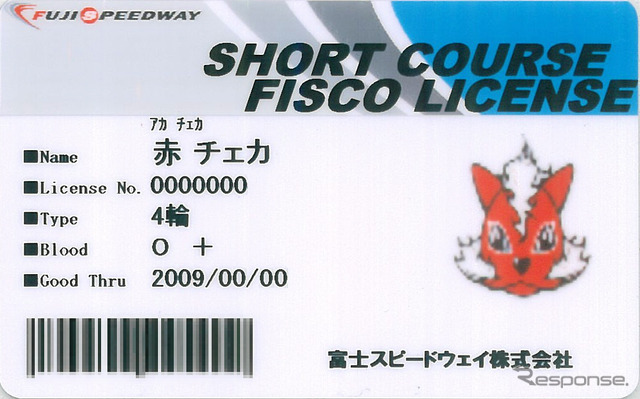 FUJI SPEEDWAY
SHORT COURSE
FISCO LICENSE
ｱｶ ﾁｪｶ
■Name 赤 チェカ
■License No. 0000000
■Type 4輪
■Blood O +
■Good Thru 2009/00/00
富士スピードウェイ株式会社
Response.